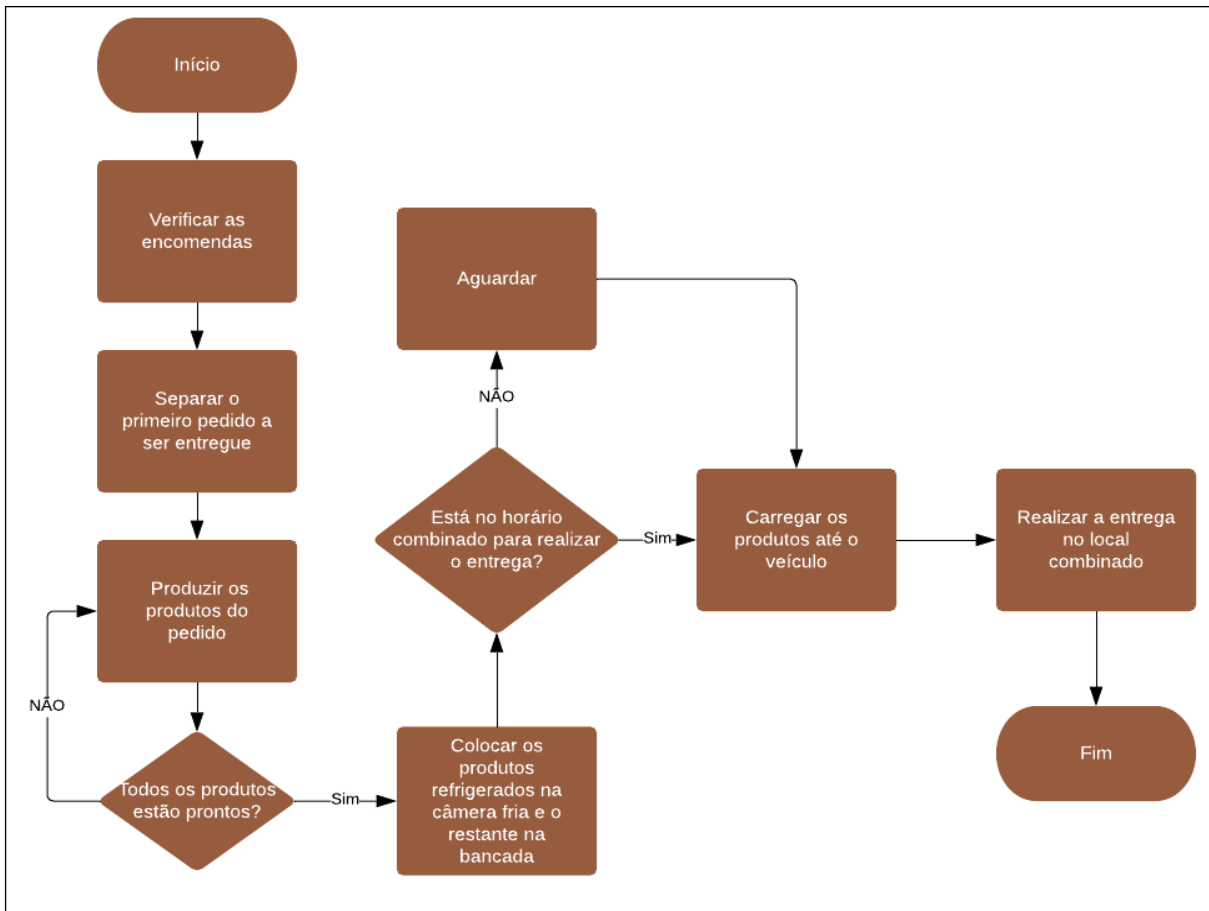 Início
Verificar as
encomendas
Separar o
primeiro pedido a
ser entregue
Produzir os
produtos do
pedido
NÃO
Todos os produtos
estão prontos?
Sim
Colocar os
produtos
refrigerados na
câmera fria e o
restante na
bancada
Está no horário
combinado para realizar
o entrega?
NÃO
Aguardar
Sim
Carregar os
produtos até o
veículo
Realizar a entrega
no local
combinado
Fim